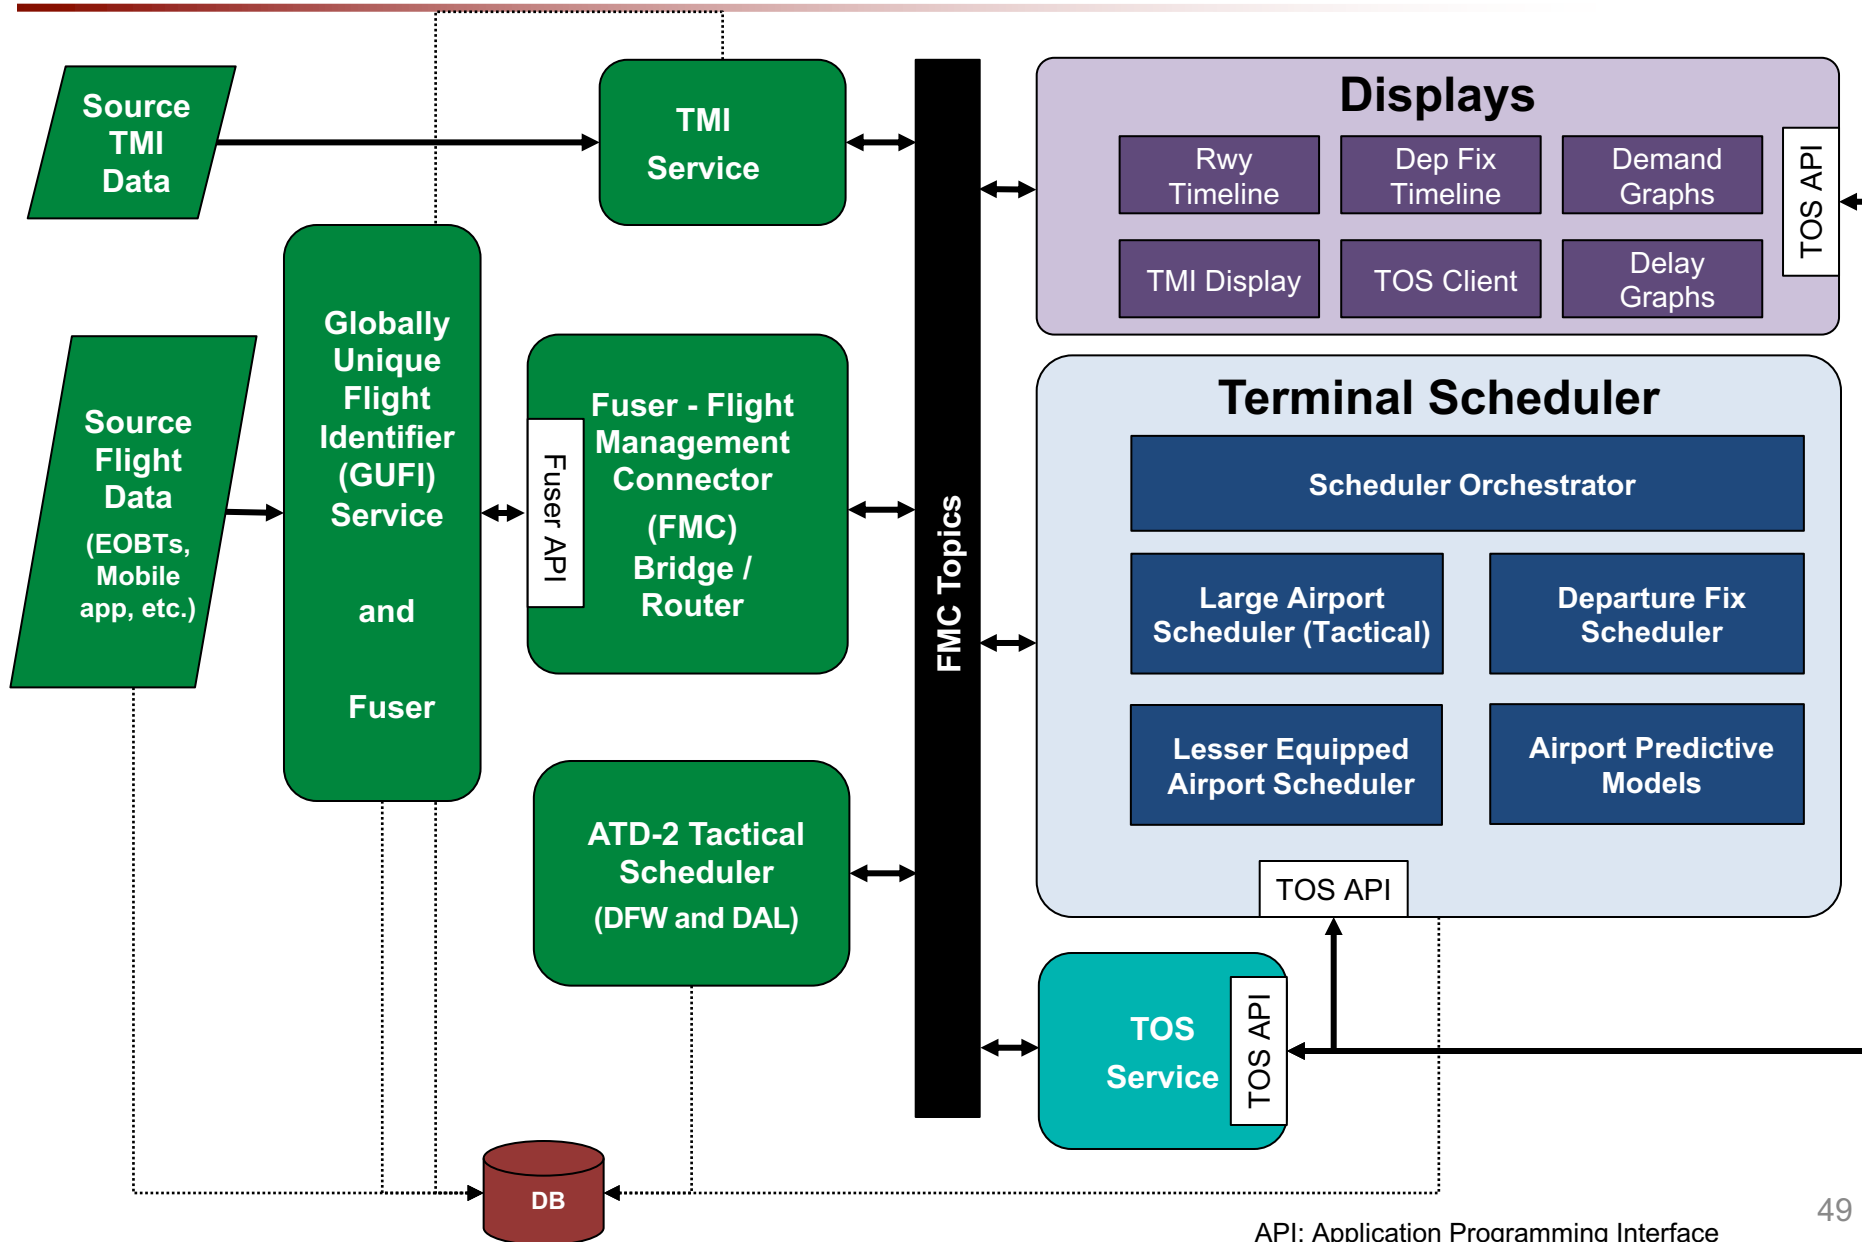 Source
TMI
Data
TMI
Service
Displays
Rwy
Timeline
Dep Fix
Timeline
Demand
Graphs
TMI Display
TOS Client
Delay
Graphs
TOS API
Globally
Unique
Flight
Identifier
(GUFI)
Service
and
Fuser
Source
Flight
Data
(EOBTs,
Mobile
app, etc.)
Fuser API
Fuser - Flight
Management
Connector
(FMC)
Bridge /
Router
FMC Topics
Terminal Scheduler
Scheduler Orchestrator
Large Airport
Scheduler (Tactical)
Departure Fix
Scheduler
Lesser Equipped
Airport Scheduler
Airport Predictive
Models
TOS API
ATD-2 Tactical
Scheduler
(DFW and DAL)
TOS
Service
TOS API
DB
API: Application Programming Interface
49